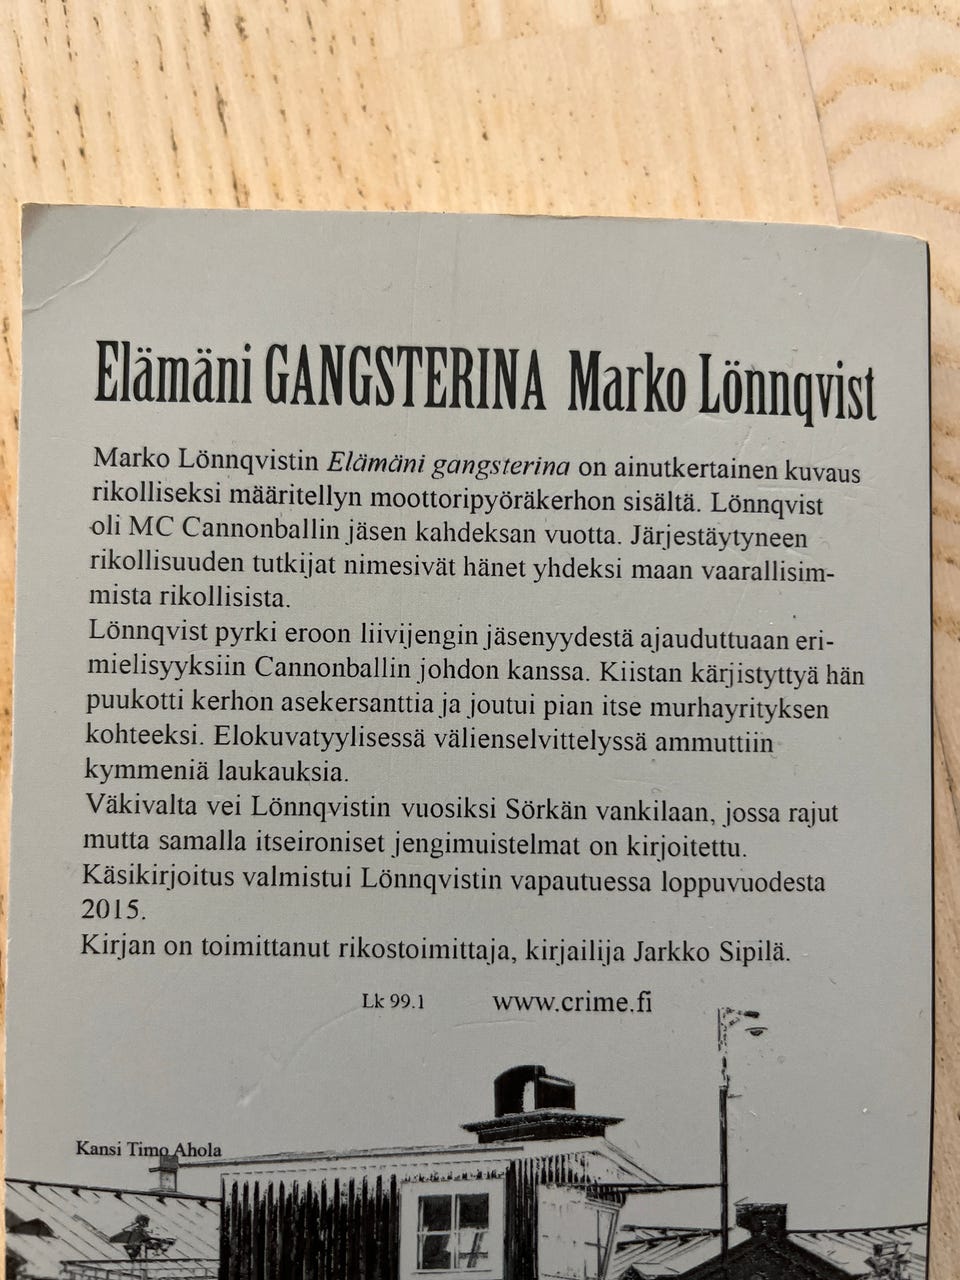 Elämäni GANGSTERINA Marko Lönnqvist
Marko Lönnqvistin Elämäni gangsterina on ainutkertainen kuvaus
rikolliseksi määritellyn moottoripyöräkerhon sisältä. Lönnqvist
oli MC Cannonballin jäsen kahdeksan vuotta. Järjestäytyneen
rikollisuuden tutkijat nimesivät hänet yhdeksi maan vaarallisim-
mista rikollisista.
Lönnqvist pyrki eroon liivijengin jäsenyydestä ajauduttuaan eri-
mielisyyksiin Cannonballin johdon kanssa. Kiistan kärjistyttyä hän
puukotti kerhon asekersanttia ja joutui pian itse murhayrityksen
kohteeksi. Elokuvatyylisessä välienselvittelyssä ammuttiin
kymmeniä laukauksia.
Väkivalta vei Lönnqvistin vuosiksi Sörkän vankilaan, jossa rajut
mutta samalla itseironiset jengimuistelmat on kirjoitettu.
Käsikirjoitus valmistui Lönnqvistin vapautuessa loppuvuodesta
2015.
Kirjan on toimittanut rikostoimittaja, kirjailija Jarkko Sipilä.
Lk 99.1 www.crime.fi
Kansi Timo Ahola